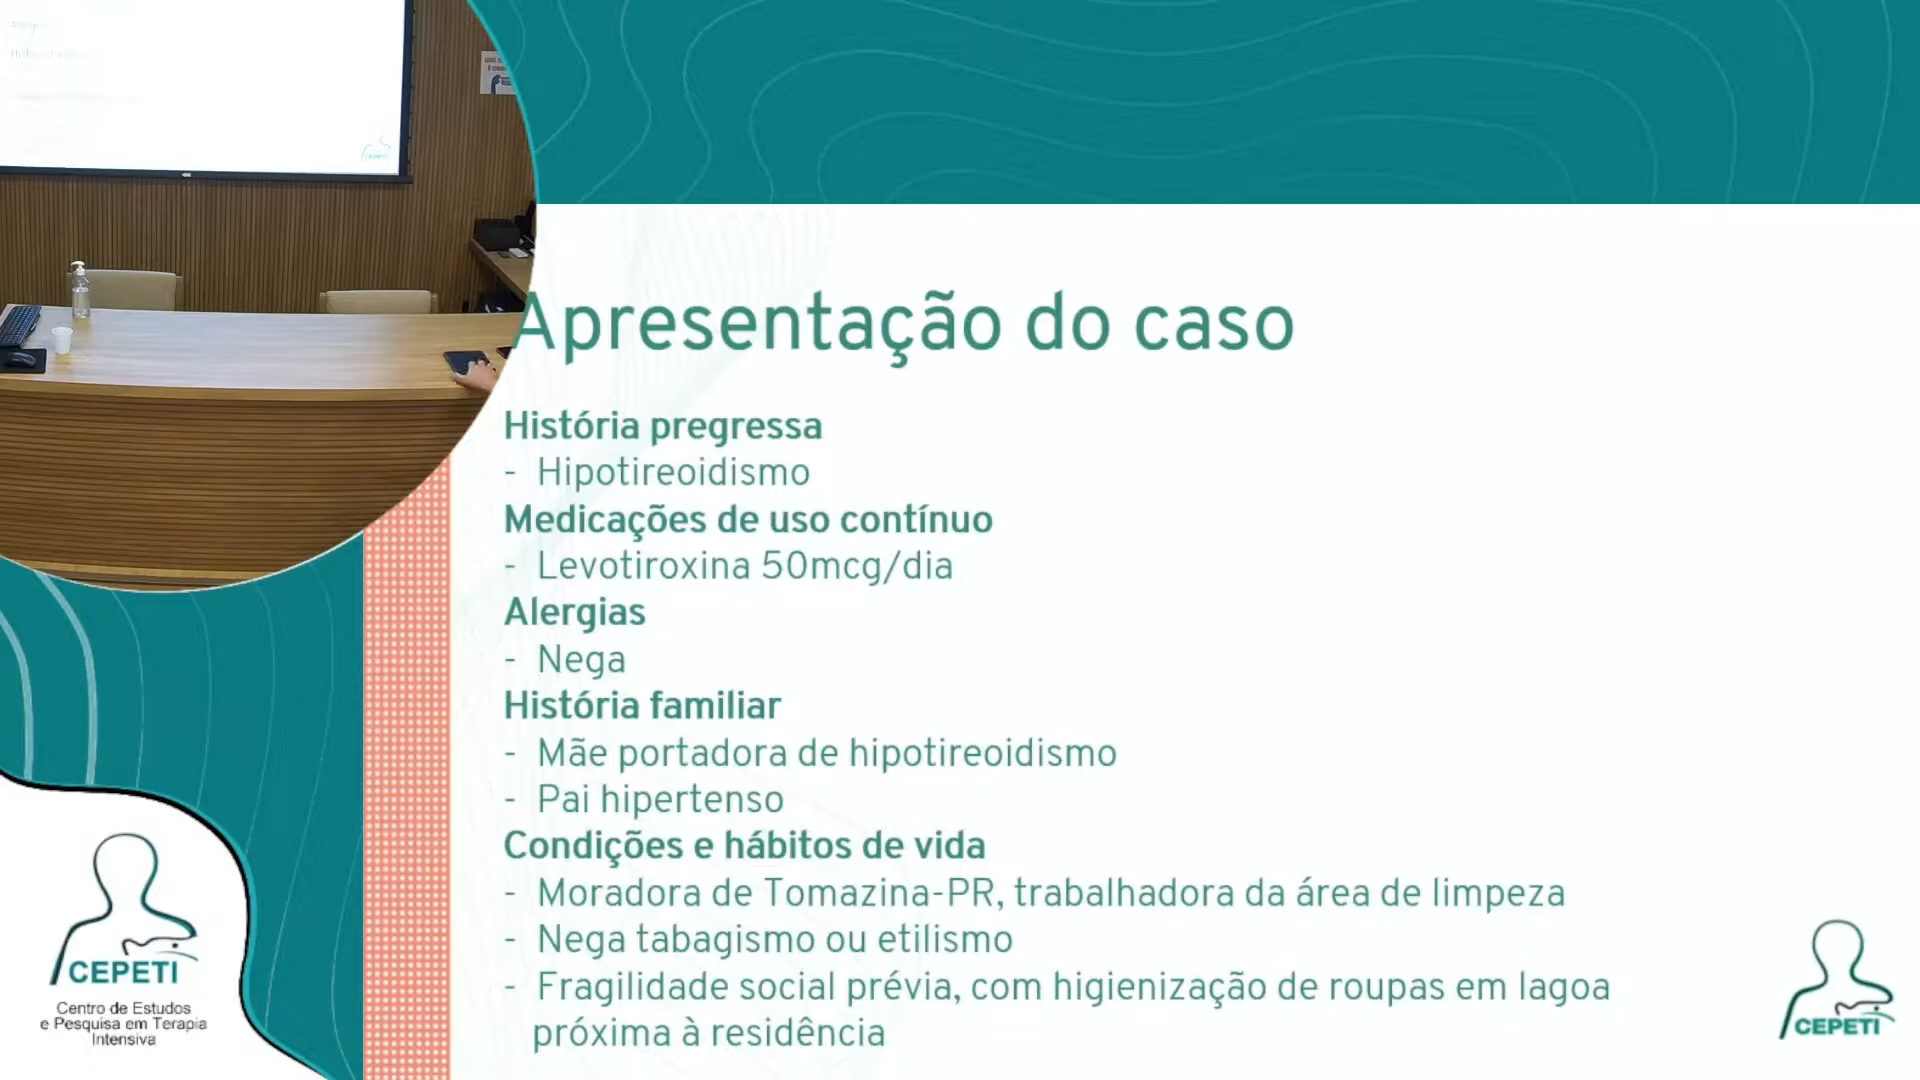 Apresentação do caso
História pregressa
- Hipotireoidismo
Medicações de uso contínuo
- Levotiroxina 50mcg/dia
Alergias
- Nega
História familiar
- Mãe portadora de hipotireoidismo
- Pai hipertenso
Condições e hábitos de vida
- Moradora de Tomazina-PR, trabalhadora da área de limpeza
- Nega tabagismo ou etilismo
- Fragilidade social prévia, com higienização de roupas em lagoa
próxima à residência
CEPETI
Centro de Estudos
e Pesquisa em Terapia
Intensiva
CEPETI